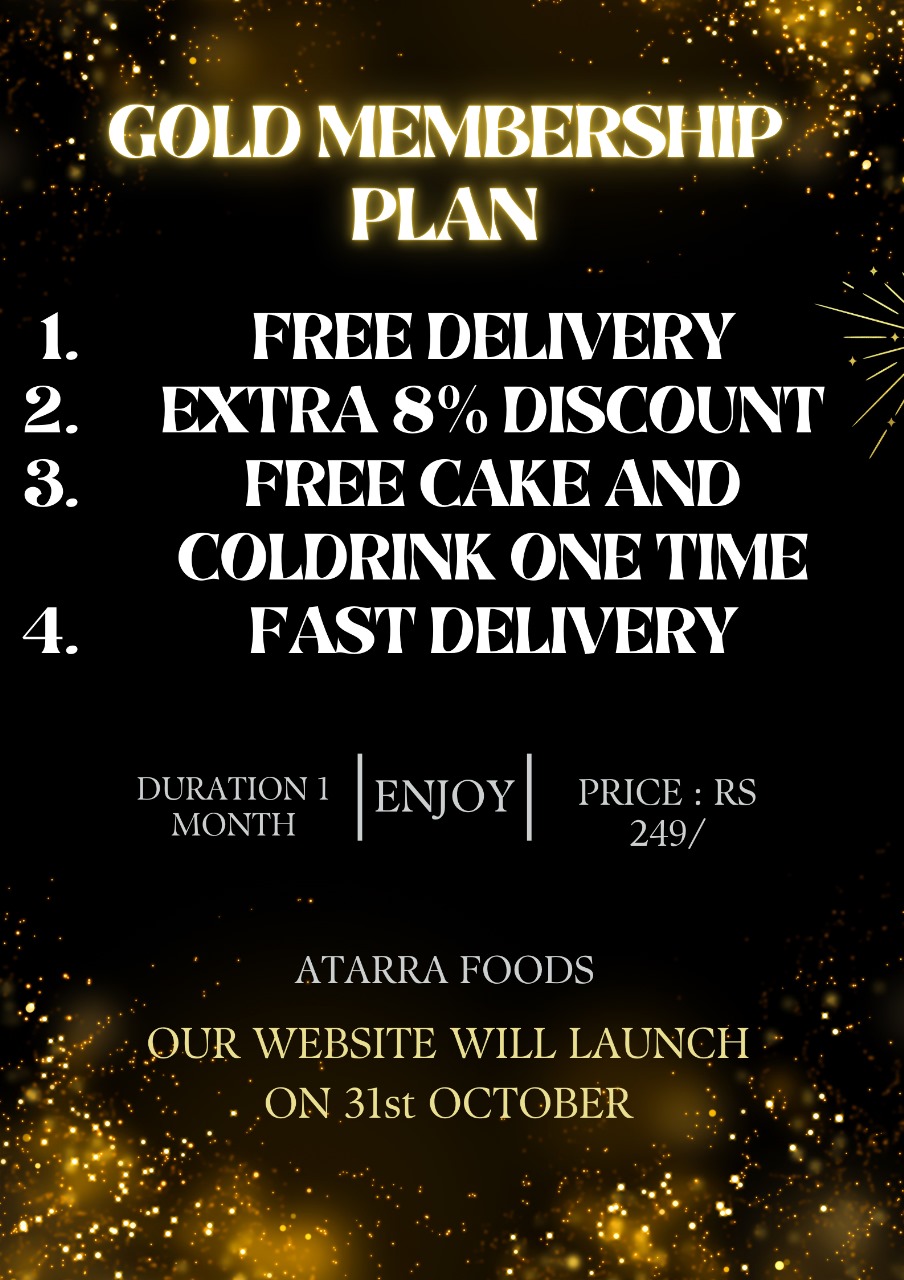 GOLD MEMBERSHIP
PLAN
1. FREE DELIVERY
2. EXTRA 8% DISCOUNT
3. FREE CAKE AND
COLDRINK ONE TIME
4. FAST DELIVERY
DURATION 1
MONTH
ENJOY
PRICE : RS
249/
ATARRA FOODS
OUR WEBSITE WILL LAUNCH
ON 31st OCTOBER